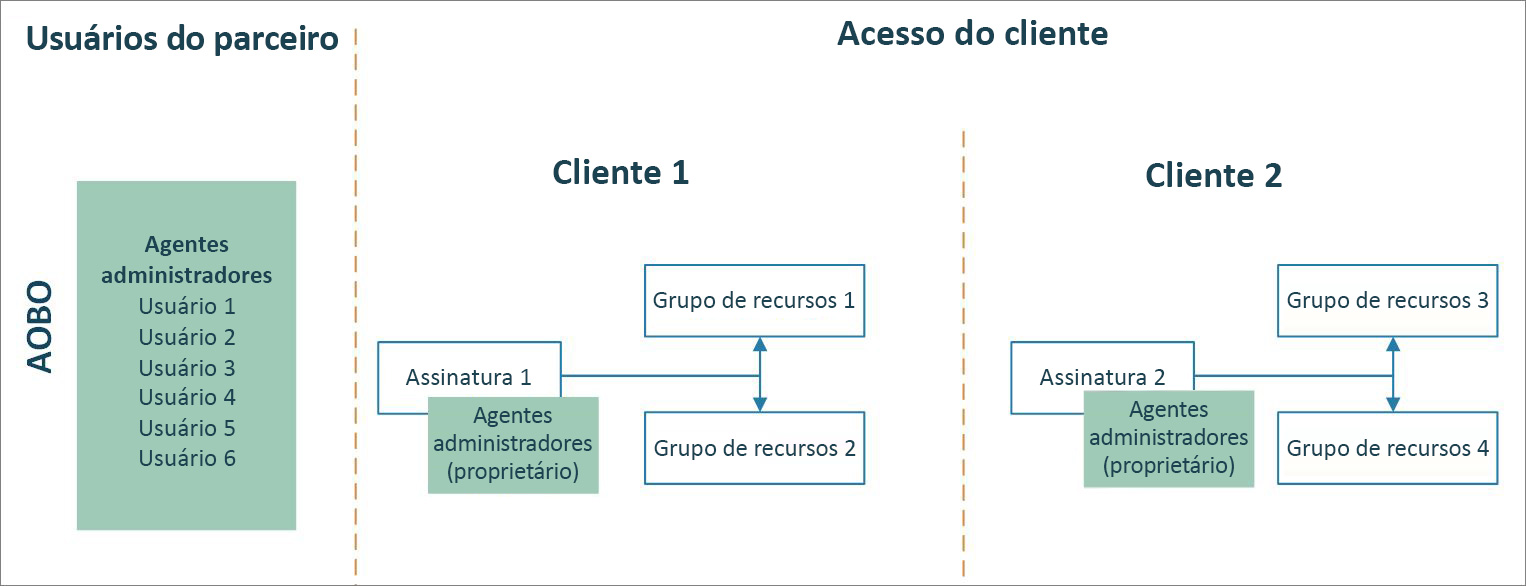 Usuários do parceiro
Acesso do cliente
AOBO
Agentes
administradores
Usuário 1
Usuário 2
Usuário 3
Usuário 4
Usuário 5
Usuário 6
Cliente 1
Assinatura 1
Agentes
administradores
(proprietário)
Grupo de recursos 1
Grupo de recursos 2
Cliente 2
Assinatura 2
Agentes
administradores
(proprietário)
Grupo de recursos 3
Grupo de recursos 4